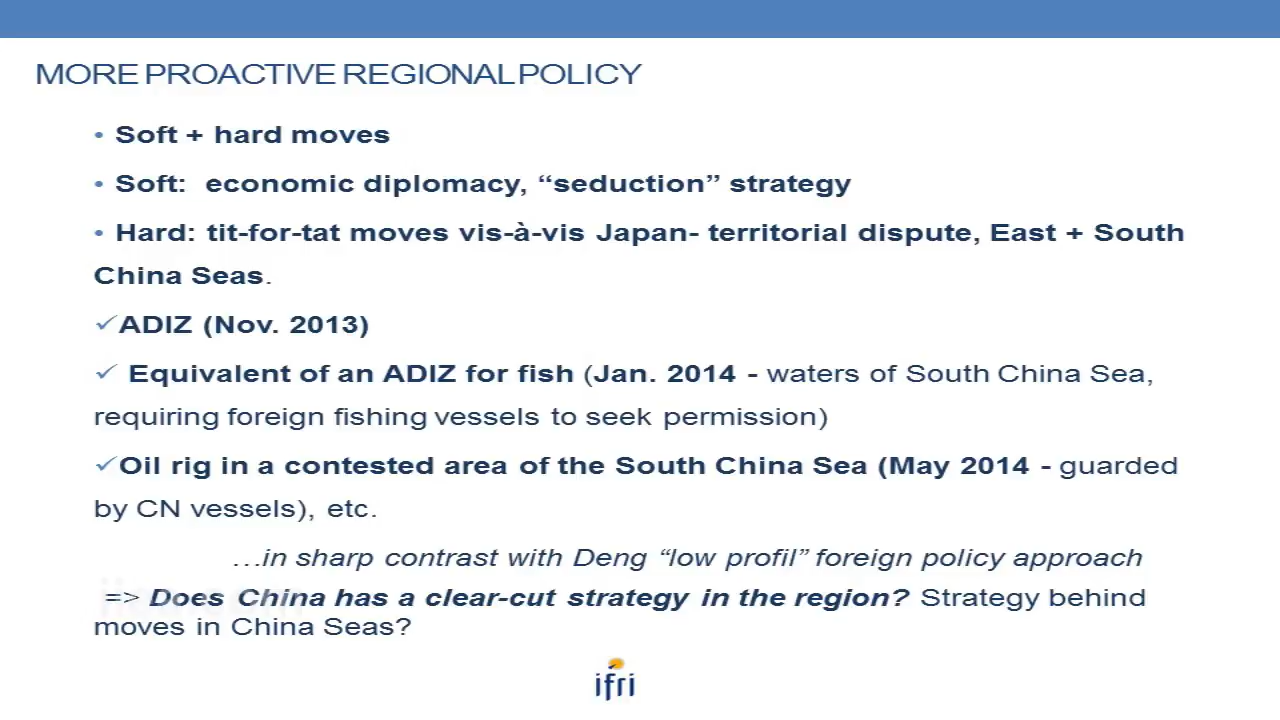 MORE PROACTIVE REGIONAL POLICY
• Soft + hard moves
• Soft: economic diplomacy, “seduction” strategy
• Hard: tit-for-tat moves vis-à-vis Japan- territorial dispute, East + South
China Seas.
✓ADIZ (Nov. 2013)
✓ Equivalent of an ADIZ for fish (Jan. 2014 - waters of South China Sea,
requiring foreign fishing vessels to seek permission)
✓Oil rig in a contested area of the South China Sea (May 2014 - guarded
by CN vessels), etc.
…in sharp contrast with Deng “low profil” foreign policy approach
=> Does China has a clear-cut strategy in the region? Strategy behind
moves in China Seas?
ifri